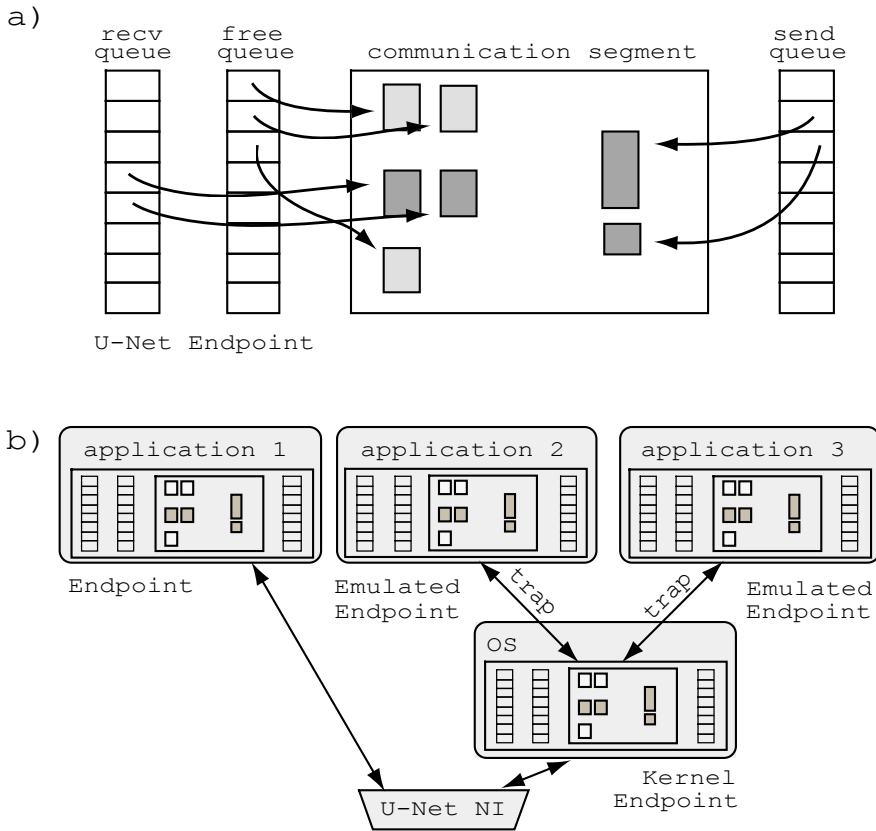 a)
recv queue
free queue
communication segment
send queue
U-Net Endpoint
b)
application 1
application 2
application 3
Endpoint
Emulated
Endpoint
trap
trap
Emulated
Endpoint
OS
Kernel
Endpoint
U-Net NI